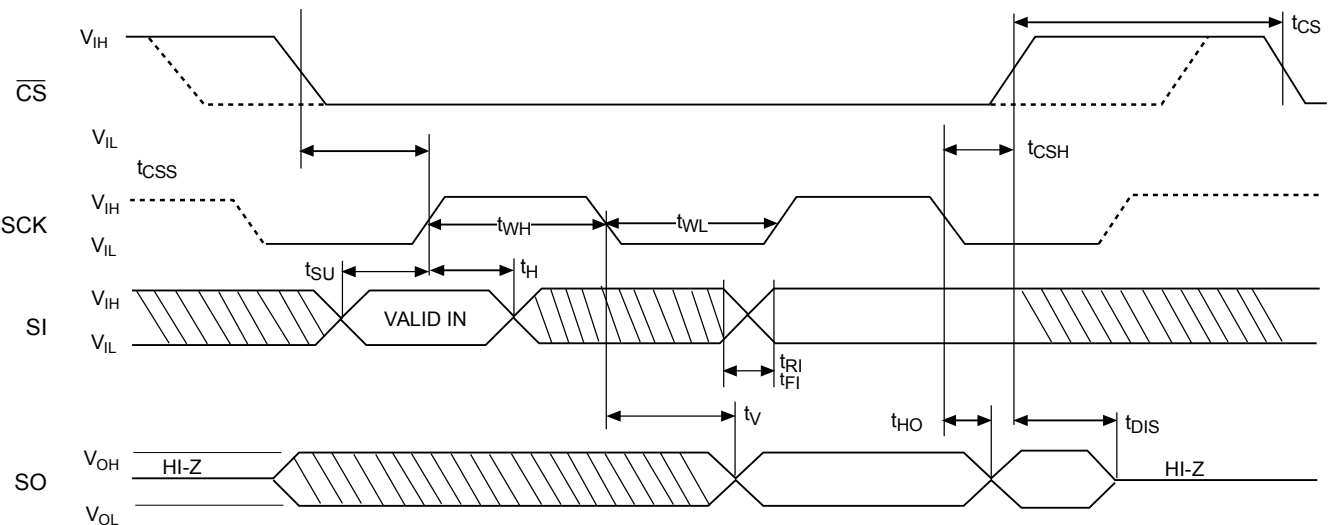 V_IH
t_CS
CS
V_IL
t_CSH
t_CSS
V_IH
SCK
t_WH
t_WL
V_IL
t_SU
t_H
V_IH
SI
VALID IN
V_IL
t_RI
t_FI
t_V
t_HO
t_DIS
V_OH
HI-Z
HI-Z
SO
V_OL